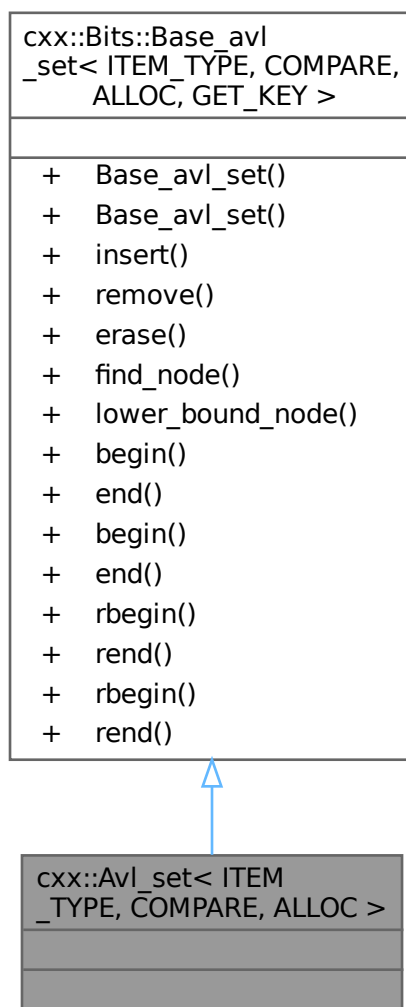 cxx::Bits::Base_avl
_set< ITEM_TYPE, COMPARE,
ALLOC, GET_KEY >
+ Base_avl_set()
+ Base_avl_set()
+ insert()
+ remove()
+ erase()
+ find_node()
+ lower_bound_node()
+ begin()
+ end()
+ begin()
+ end()
+ rbegin()
+ rend()
+ rbegin()
+ rend()
cxx::Avl_set< ITEM
_TYPE, COMPARE, ALLOC >